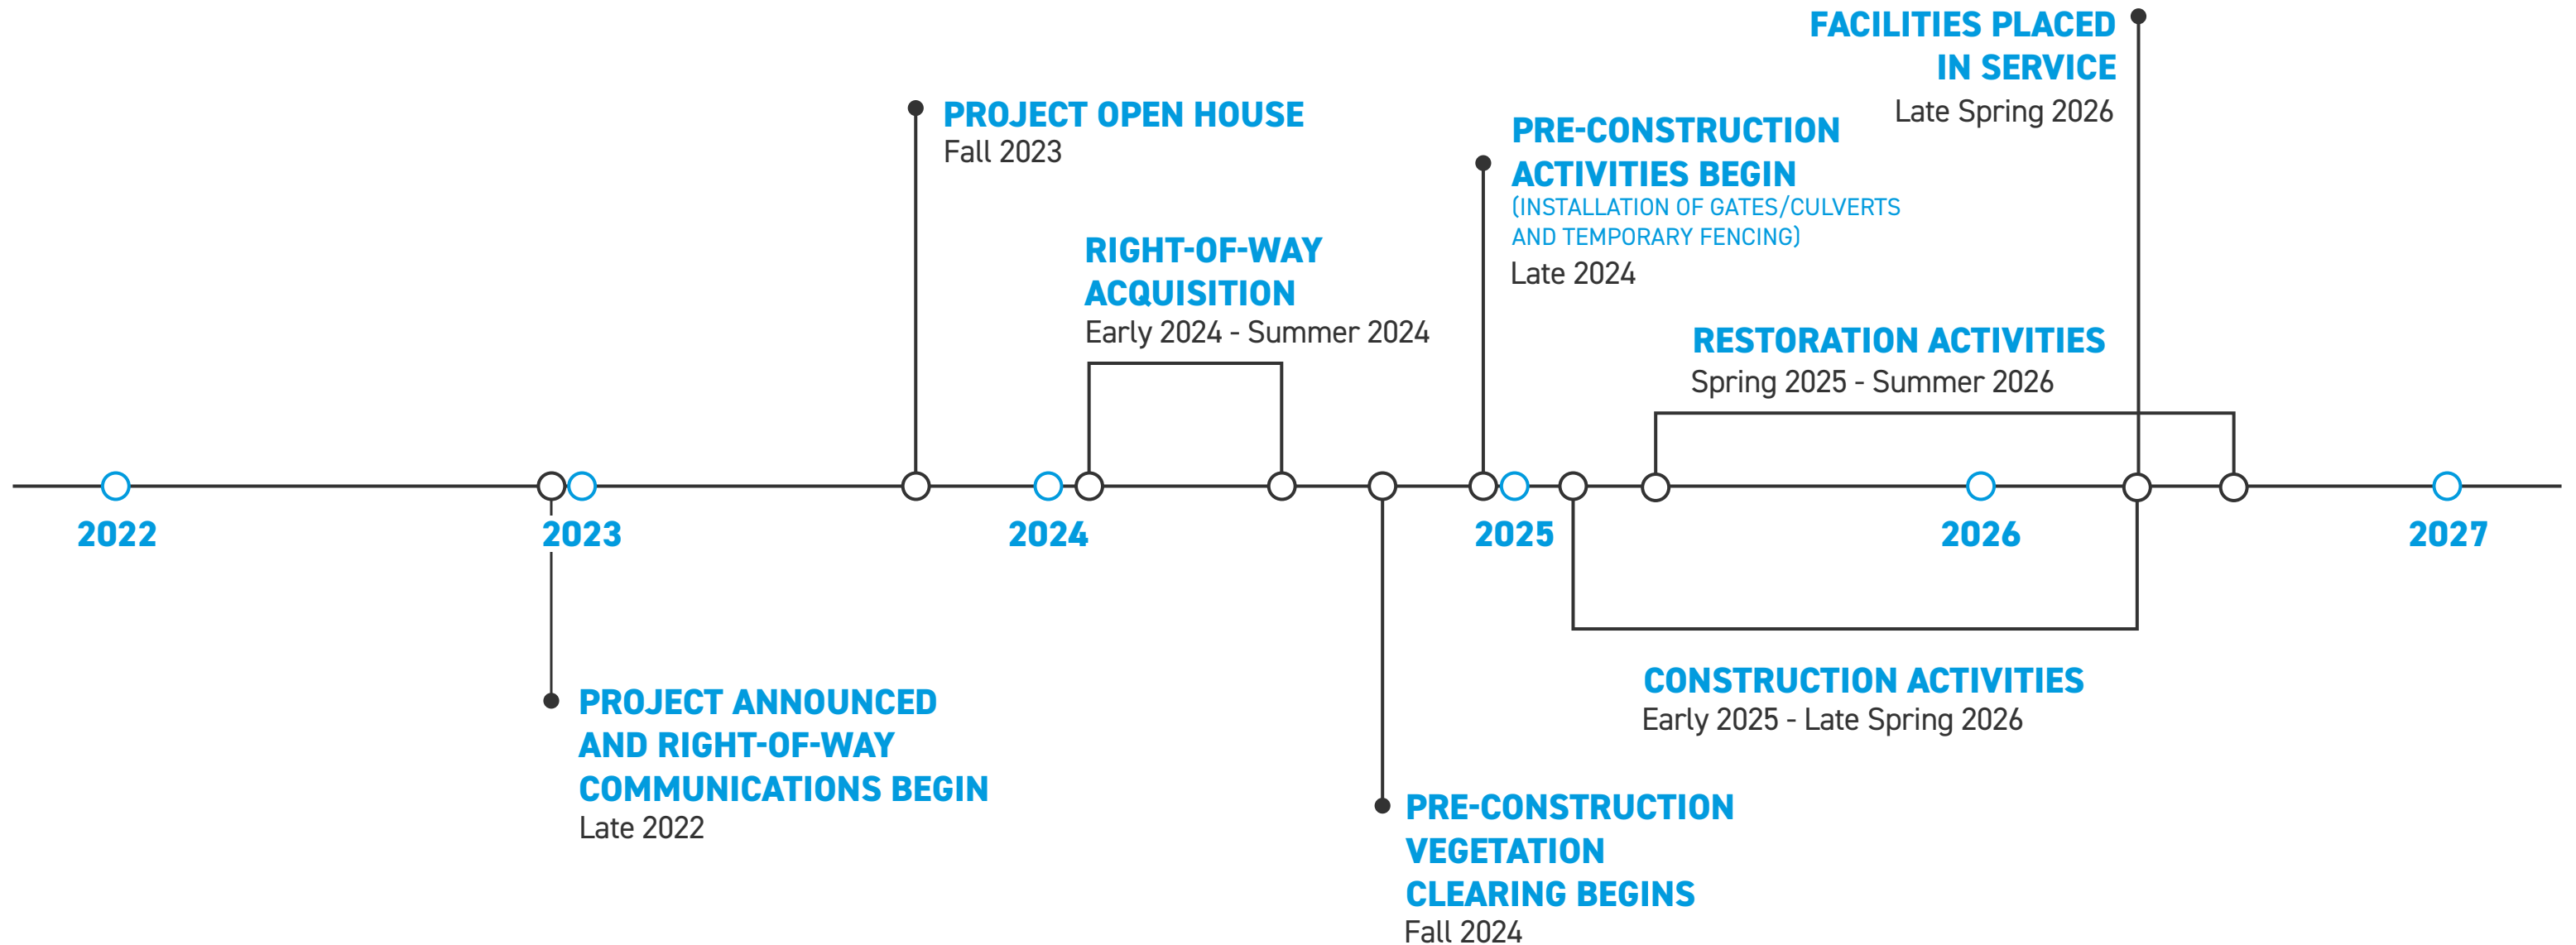 FACILITIES PLACED
IN SERVICE
Late Spring 2026
PROJECT OPEN HOUSE
Fall 2023
PRE-CONSTRUCTION
ACTIVITIES BEGIN
(INSTALLATION OF GATES/CULVERTS
AND TEMPORARY FENCING)
Late 2024
RIGHT-OF-WAY
ACQUISITION
Early 2024 - Summer 2024
RESTORATION ACTIVITIES
Spring 2025 - Summer 2026
2022
2023
2024
2025
2026
2027
PROJECT ANNOUNCED
AND RIGHT-OF-WAY
COMMUNICATIONS BEGIN
Late 2022
CONSTRUCTION ACTIVITIES
Early 2025 - Late Spring 2026
PRE-CONSTRUCTION
VEGETATION
CLEARING BEGINS
Fall 2024